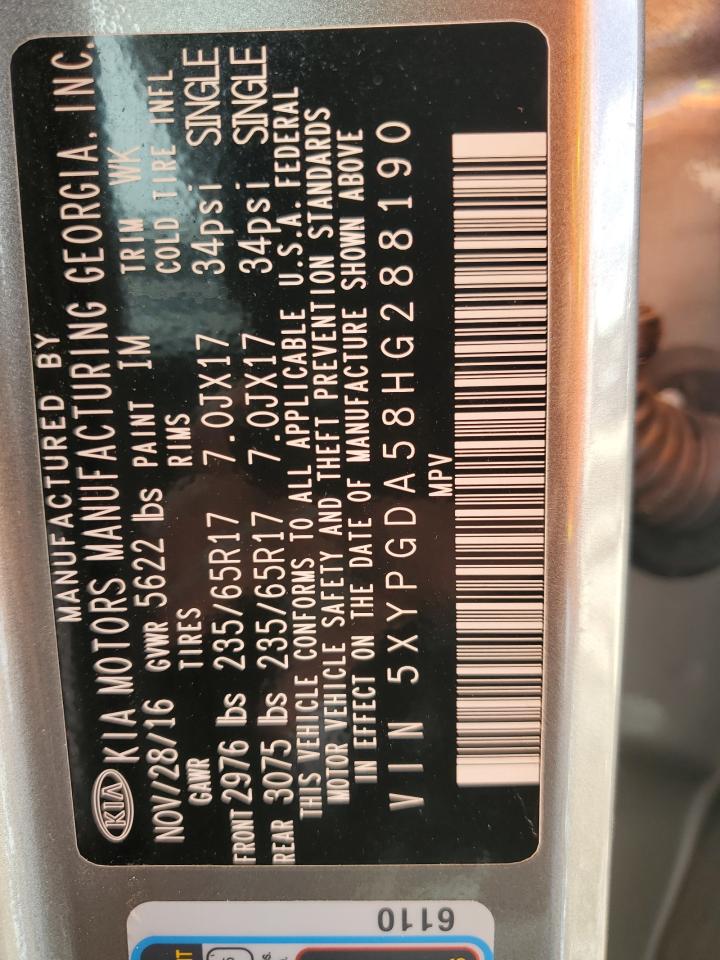 MANUFACTURED BY
KIA KIA MOTORS MANUFACTURING GEORGIA, INC.
NOV/28/16 GVWR 5622 lbs PAINT IM TRIM WK
GAWR TIRES RIMS COLD TIRE INFL
FRONT 2976 lbs 235/65R17 7.0JX17 34psi SINGLE
REAR 3075 lbs 235/65R17 7.0JX17 34psi SINGLE
THIS VEHICLE CONFORMS TO ALL APPLICABLE U.S.A. FEDERAL
MOTOR VEHICLE SAFETY AND THEFT PREVENTION STANDARDS
IN EFFECT ON THE DATE OF MANUFACTURE SHOWN ABOVE
VIN 5XYPGDA58HG288190
MPV
6110